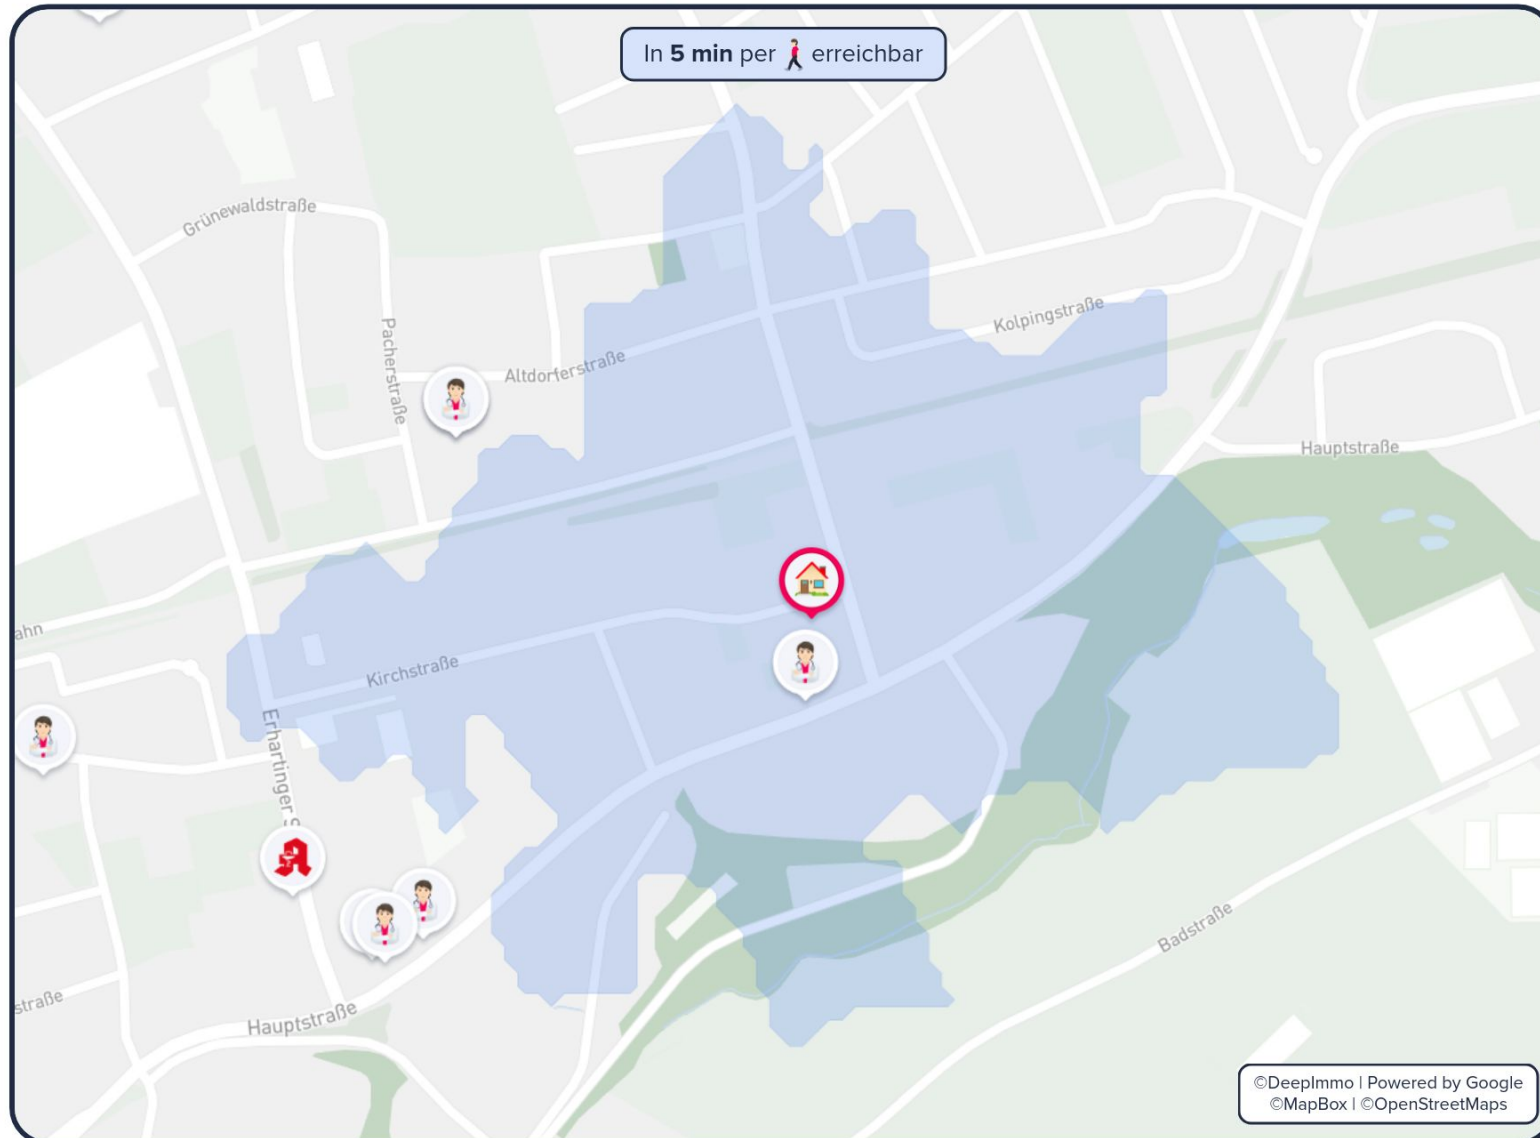 In 5 min per erreichbar
Grünewaldstraße
Pacherstraße
Altdorferstraße
Kolpingstraße
Hauptstraße
ahn
Kirchstraße
Erhartinger S
Badstraße
straße
Hauptstraße
©DeepImmo | Powered by Google
©MapBox | ©OpenStreetMaps